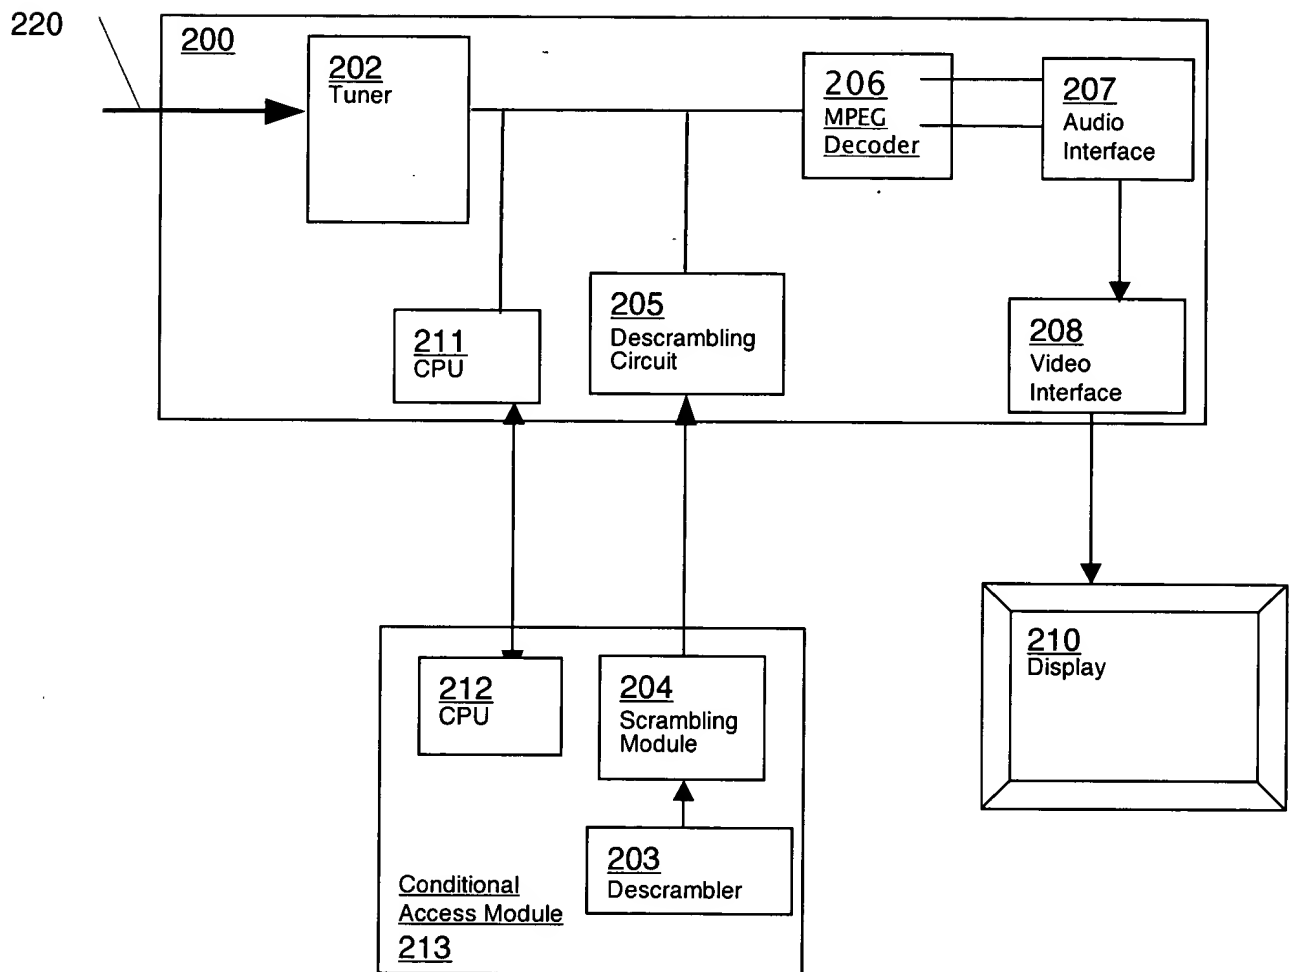 220
200
202
Tuner
206
MPEG
Decoder
207
Audio
Interface
211
CPU
205
Descrambling
Circuit
208
Video
Interface
212
CPU
204
Scrambling
Module
210
Display
203
Descrambler
Conditional
Access Module
213